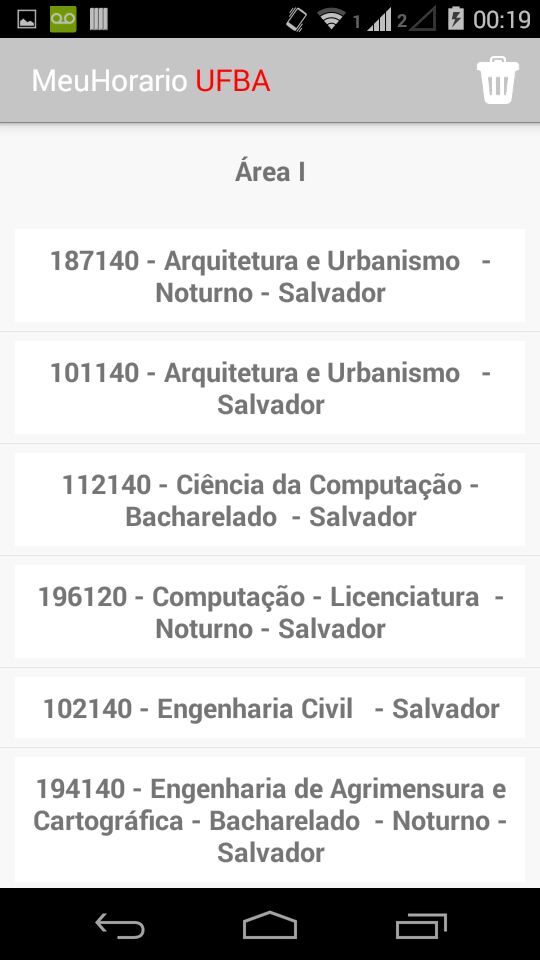 1 2 00:19
MeuHorario UFBA
Área I
187140 - Arquitetura e Urbanismo   -
Noturno - Salvador
101140 - Arquitetura e Urbanismo   -
Salvador
112140 - Ciência da Computação -
Bacharelado  - Salvador
196120 - Computação - Licenciatura  -
Noturno - Salvador
102140 - Engenharia Civil   - Salvador
194140 - Engenharia de Agrimensura e
Cartográfica - Bacharelado  - Noturno -
Salvador